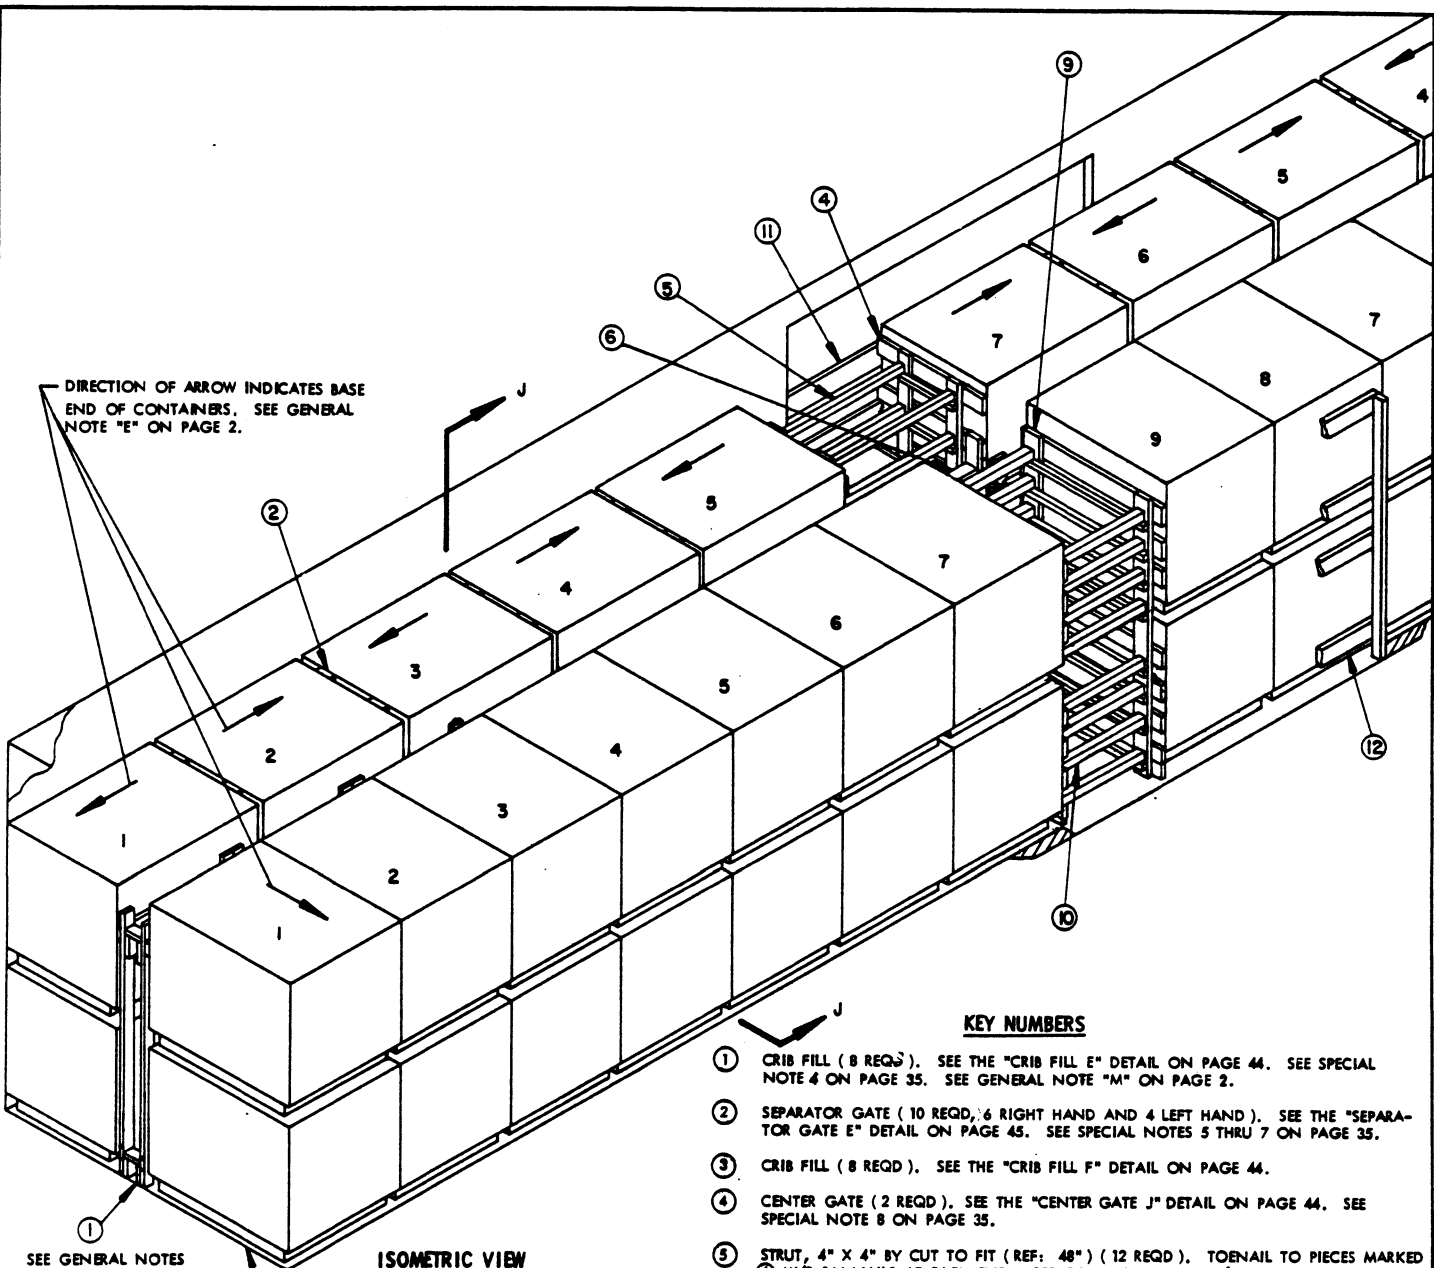 9
4
4
5
11
6
5
7
6
7
8
9
DIRECTION OF ARROW INDICATES BASE
END OF CONTAINERS. SEE GENERAL
NOTE "E" ON PAGE 2.
J
5
2
7
4
6
3
5
12
2
4
1
3
2
10
1
J
KEY NUMBERS
1 CRIB FILL ( 8 REQD ). SEE THE "CRIB FILL E" DETAIL ON PAGE 44. SEE SPECIAL
NOTE 4 ON PAGE 35. SEE GENERAL NOTE "M" ON PAGE 2.
2 SEPARATOR GATE ( 10 REQD, 6 RIGHT HAND AND 4 LEFT HAND ). SEE THE "SEPARA-
TOR GATE E" DETAIL ON PAGE 45. SEE SPECIAL NOTES 5 THRU 7 ON PAGE 35.
3 CRIB FILL ( 8 REQD ). SEE THE "CRIB FILL F" DETAIL ON PAGE 44.
4 CENTER GATE ( 2 REQD ). SEE THE "CENTER GATE J" DETAIL ON PAGE 44. SEE
SPECIAL NOTE 8 ON PAGE 35.
5 STRUT, 4" X 4" BY CUT TO FIT ( REF: 48" ) ( 12 REQD ). TOENAIL TO PIECES MARKED
1
SEE GENERAL NOTES
ISOMETRIC VIEW